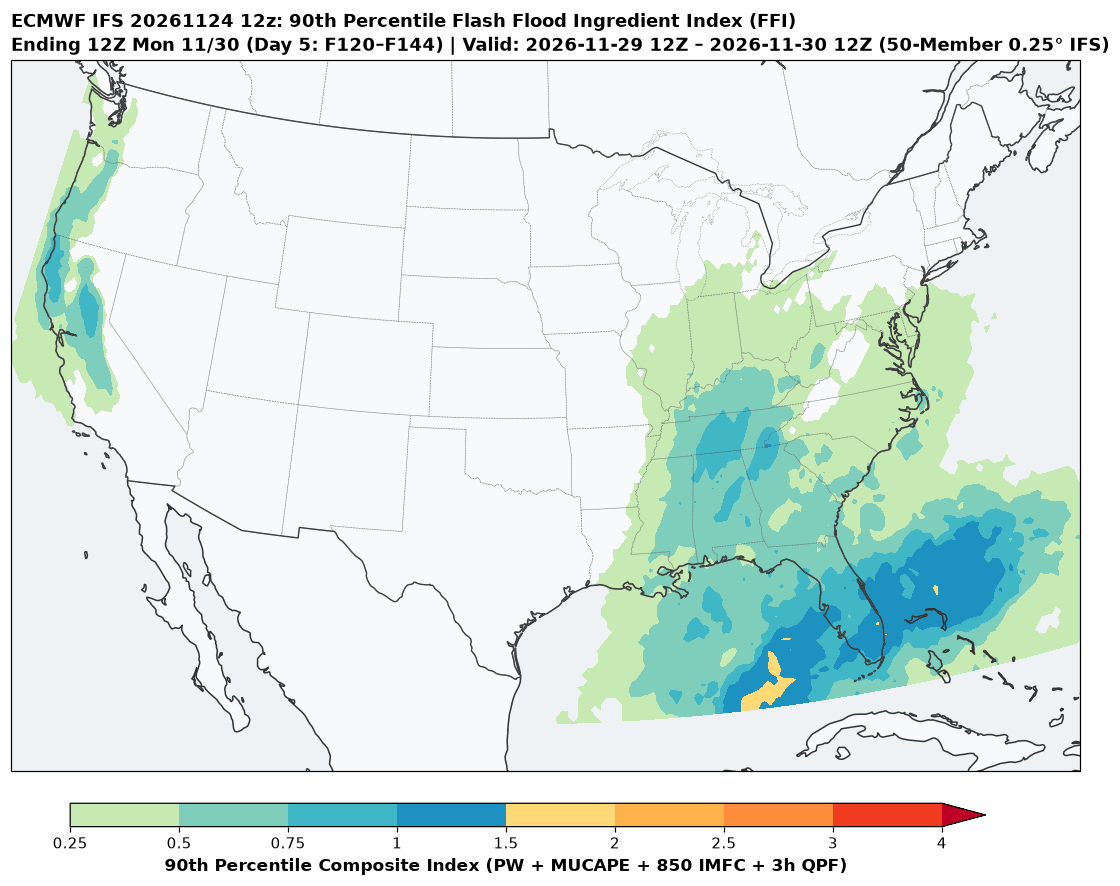 ECMWF IFS 20261124 12z: 90th Percentile Flash Flood Ingredient Index (FFI)
Ending 12Z Mon 11/30 (Day 5: F120–F144) | Valid: 2026-11-29 12Z – 2026-11-30 12Z (50-Member 0.25° IFS)
0.25 0.5 0.75 1 1.5 2 2.5 3 4
90th Percentile Composite Index (PW + MUCAPE + 850 IMFC + 3h QPF)